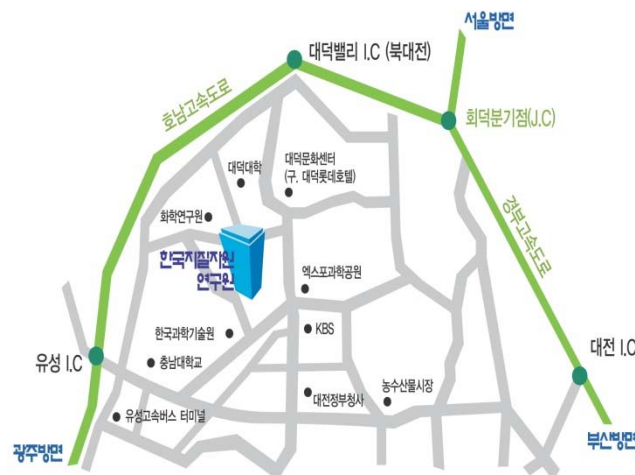 서울방면
대덕밸리 I.C (북대전)
호남고속도로
회덕분기점(J.C)
대덕대학
대덕문화센터
(구. 대덕롯데호텔)
화학연구원
한국지질자원
연구원
경부고속도로
엑스포과학공원
한국과학기술원
KBS
유성 I.C
충남대학교
대전 I.C
대전정부청사
농수산물시장
유성고속버스 터미널
광주방면
부산방면